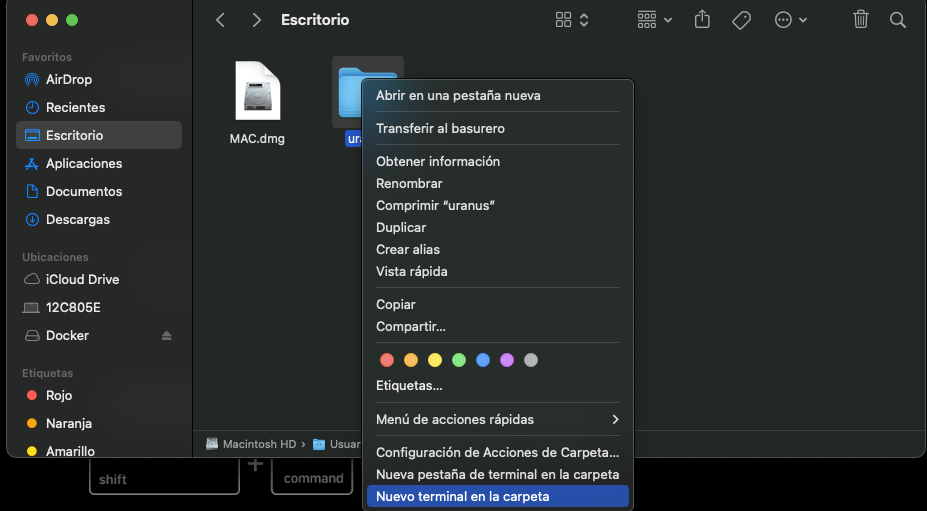 Escritorio
Favoritos
AirDrop
Recientes
Escritorio
Aplicaciones
Documentos
Descargas
Ubicaciones
iCloud Drive
12C805E
Docker
Etiquetas
Rojo
Naranja
Amarillo
MAC.dmg
Abrir en una pestaña nueva
Transferir al basurero
Obtener información
Renombrar
Comprimir “uranus”
Duplicar
Crear alias
Vista rápida
Copiar
Compartir...
Etiquetas...
Menú de acciones rápidas
Configuración de Acciones de Carpeta...
Nueva pestaña de terminal en la carpeta
Nuevo terminal en la carpeta
Macintosh HD › Usuar
shift + command